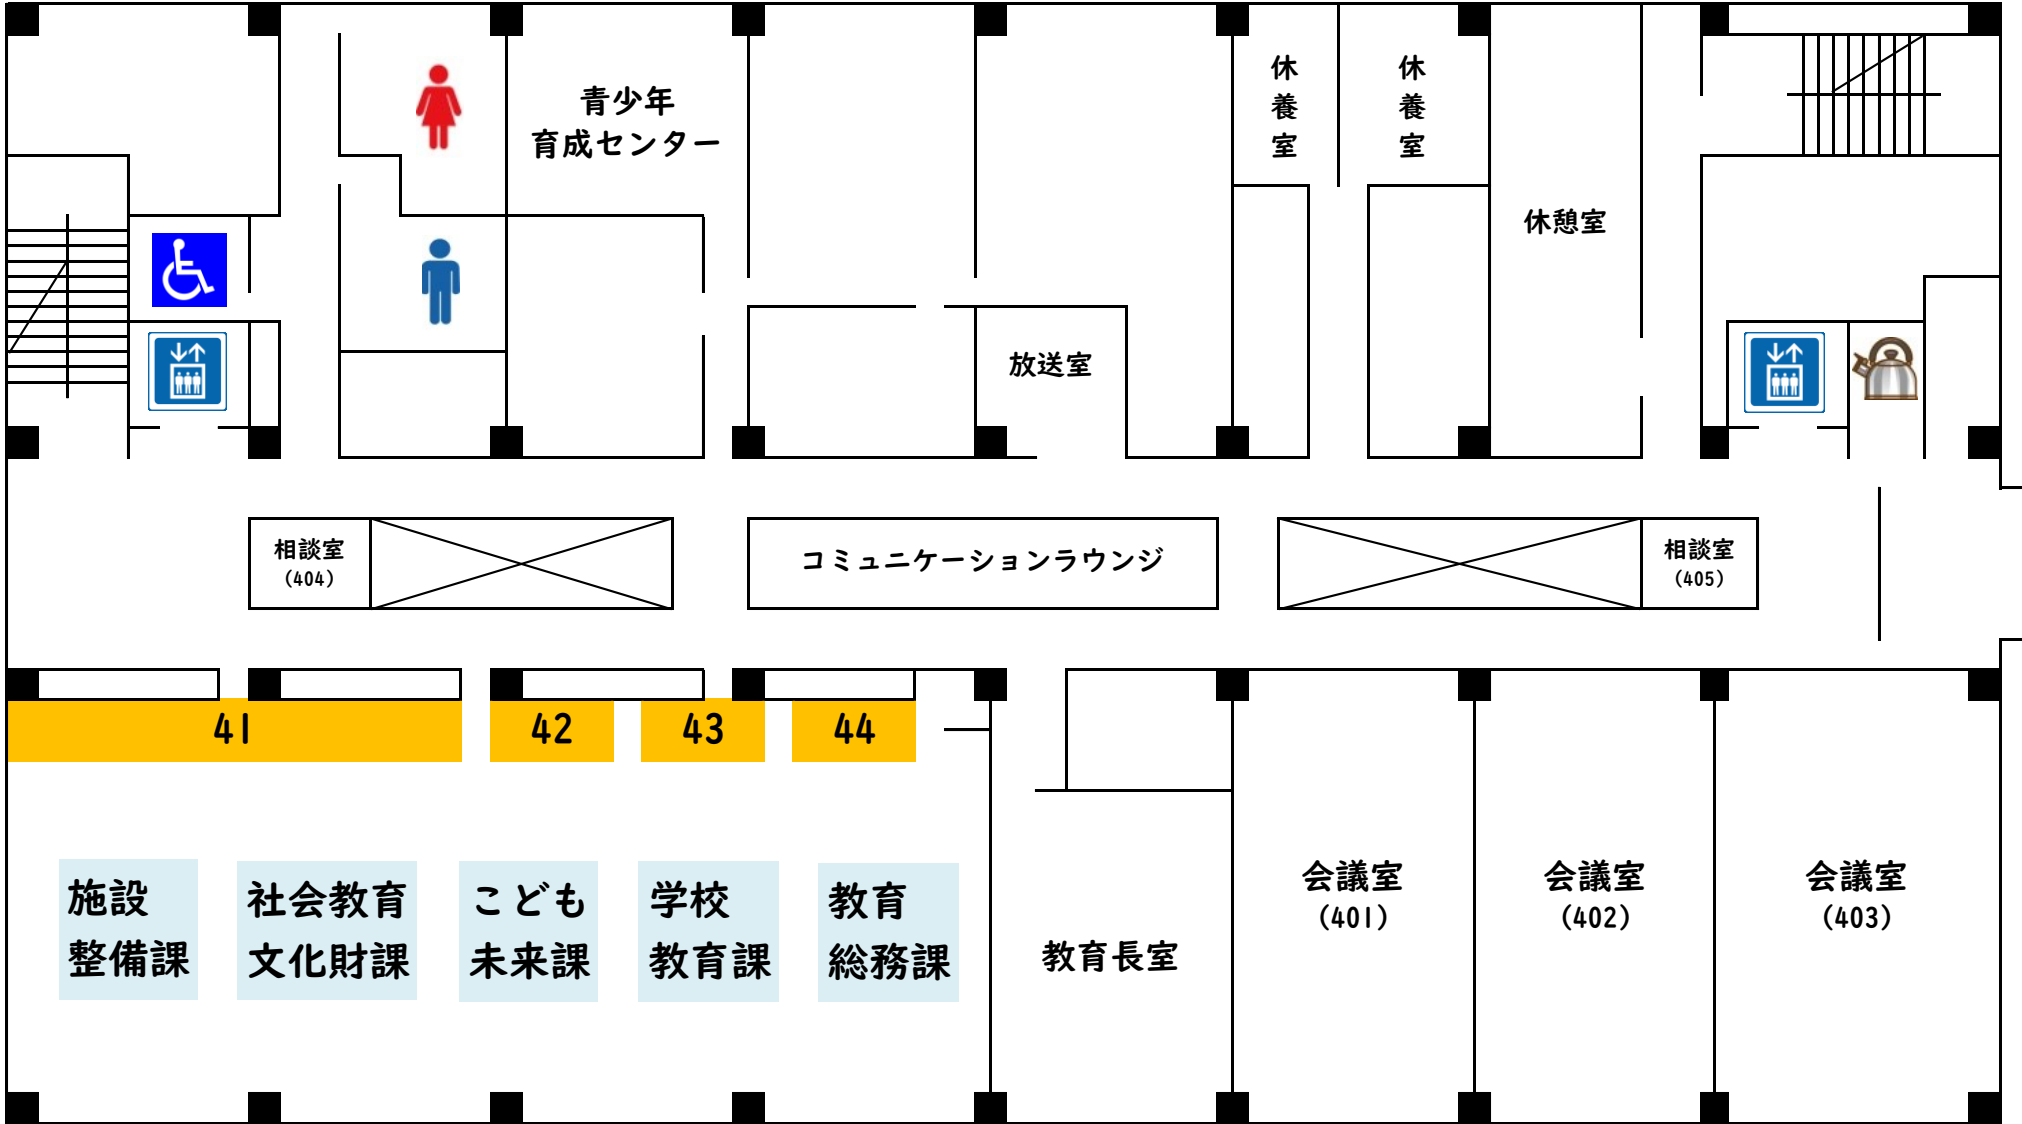 青少年
育成センター
休養室
休養室
休憩室
放送室
相談室
(404)
コミュニケーションラウンジ
相談室
(405)
41
42
43
44
施設
整備課
社会教育
文化財課
こども
未来課
学校
教育課
教育
総務課
教育長室
会議室
(401)
会議室
(402)
会議室
(403)